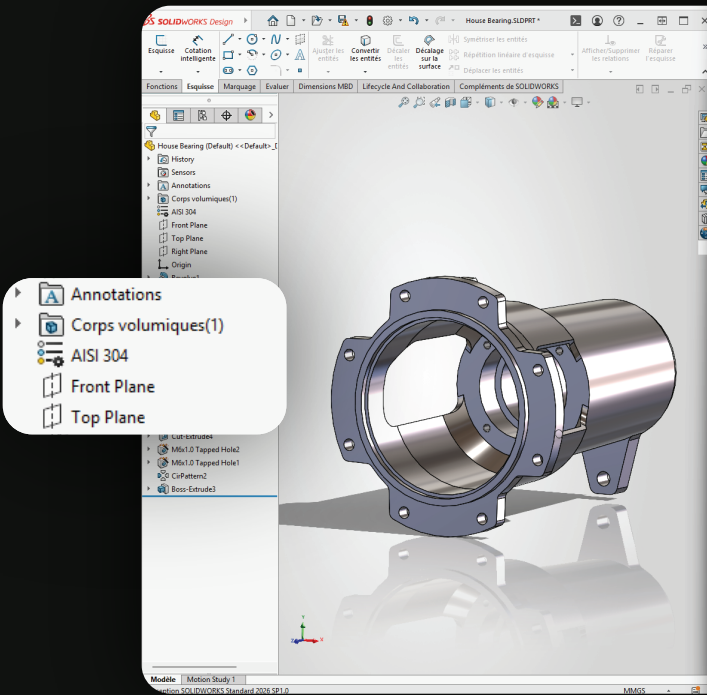 SOLIDWORKS Design
House Bearing.SLDPRT *
Esquisse
Cotation intelligente
Ajuster les entités
Convertir les entités
Décaler les entités
Décalage sur la surface
Symétriser les entités
Répétition linéaire d'esquisse
Déplacer les entités
Afficher/Supprimer les relations
Réparer l'esquisse
Fonctions Esquisse Marquage Evaluer Dimensions MBD Lifecycle And Collaboration Compléments de SOLIDWORKS
House Bearing (Default) <<Default>_D
History
Sensors
Annotations
Corps volumiques(1)
AISI 304
Front Plane
Top Plane
Right Plane
Origin
Annotations
Corps volumiques(1)
AISI 304
Front Plane
Top Plane
Cut-Extrude4
M6x1.0 Tapped Hole2
M6x1.0 Tapped Hole1
CirPattern2
Boss-Extrude3
Y
Z X
Modèle Motion Study 1
SOLIDWORKS Standard 2026 SP1.0
MMGS